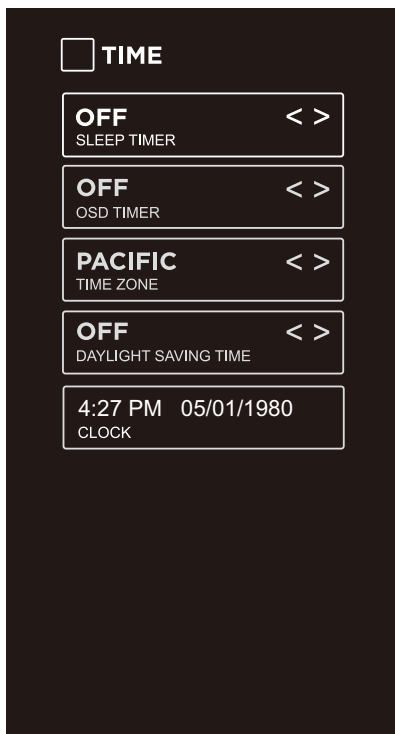 TIME
OFF < >
SLEEP TIMER
OFF < >
OSD TIMER
PACIFIC < >
TIME ZONE
OFF < >
DAYLIGHT SAVING TIME
4:27 PM 05/01/1980
CLOCK